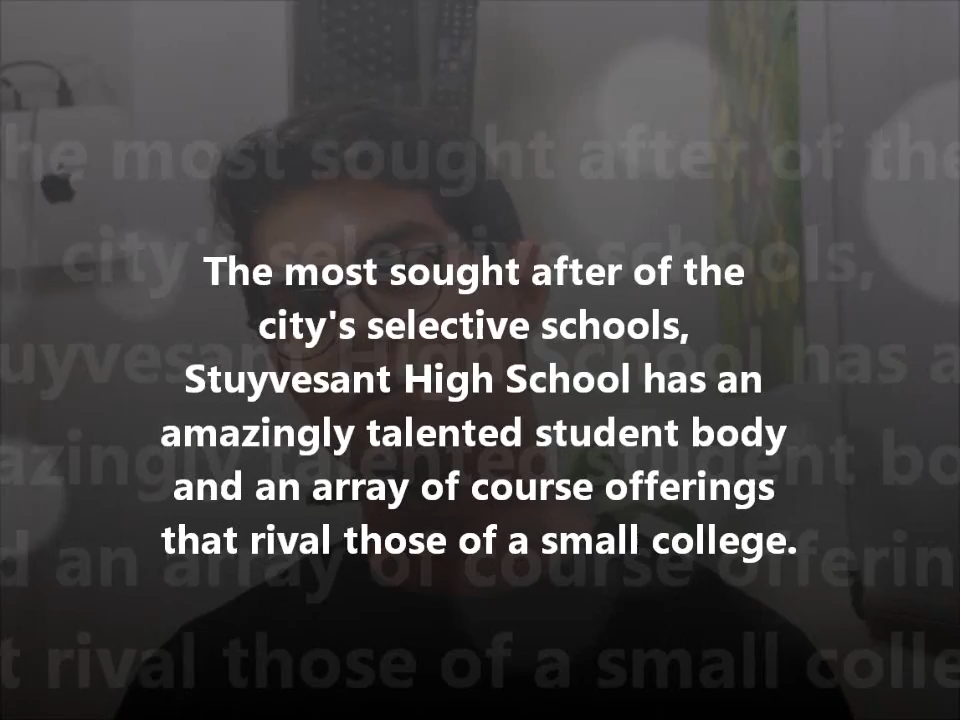 The most sought after of the
city's selective schools,
Stuyvesant High School has an
amazingly talented student body
and an array of course offerings
that rival those of a small college.